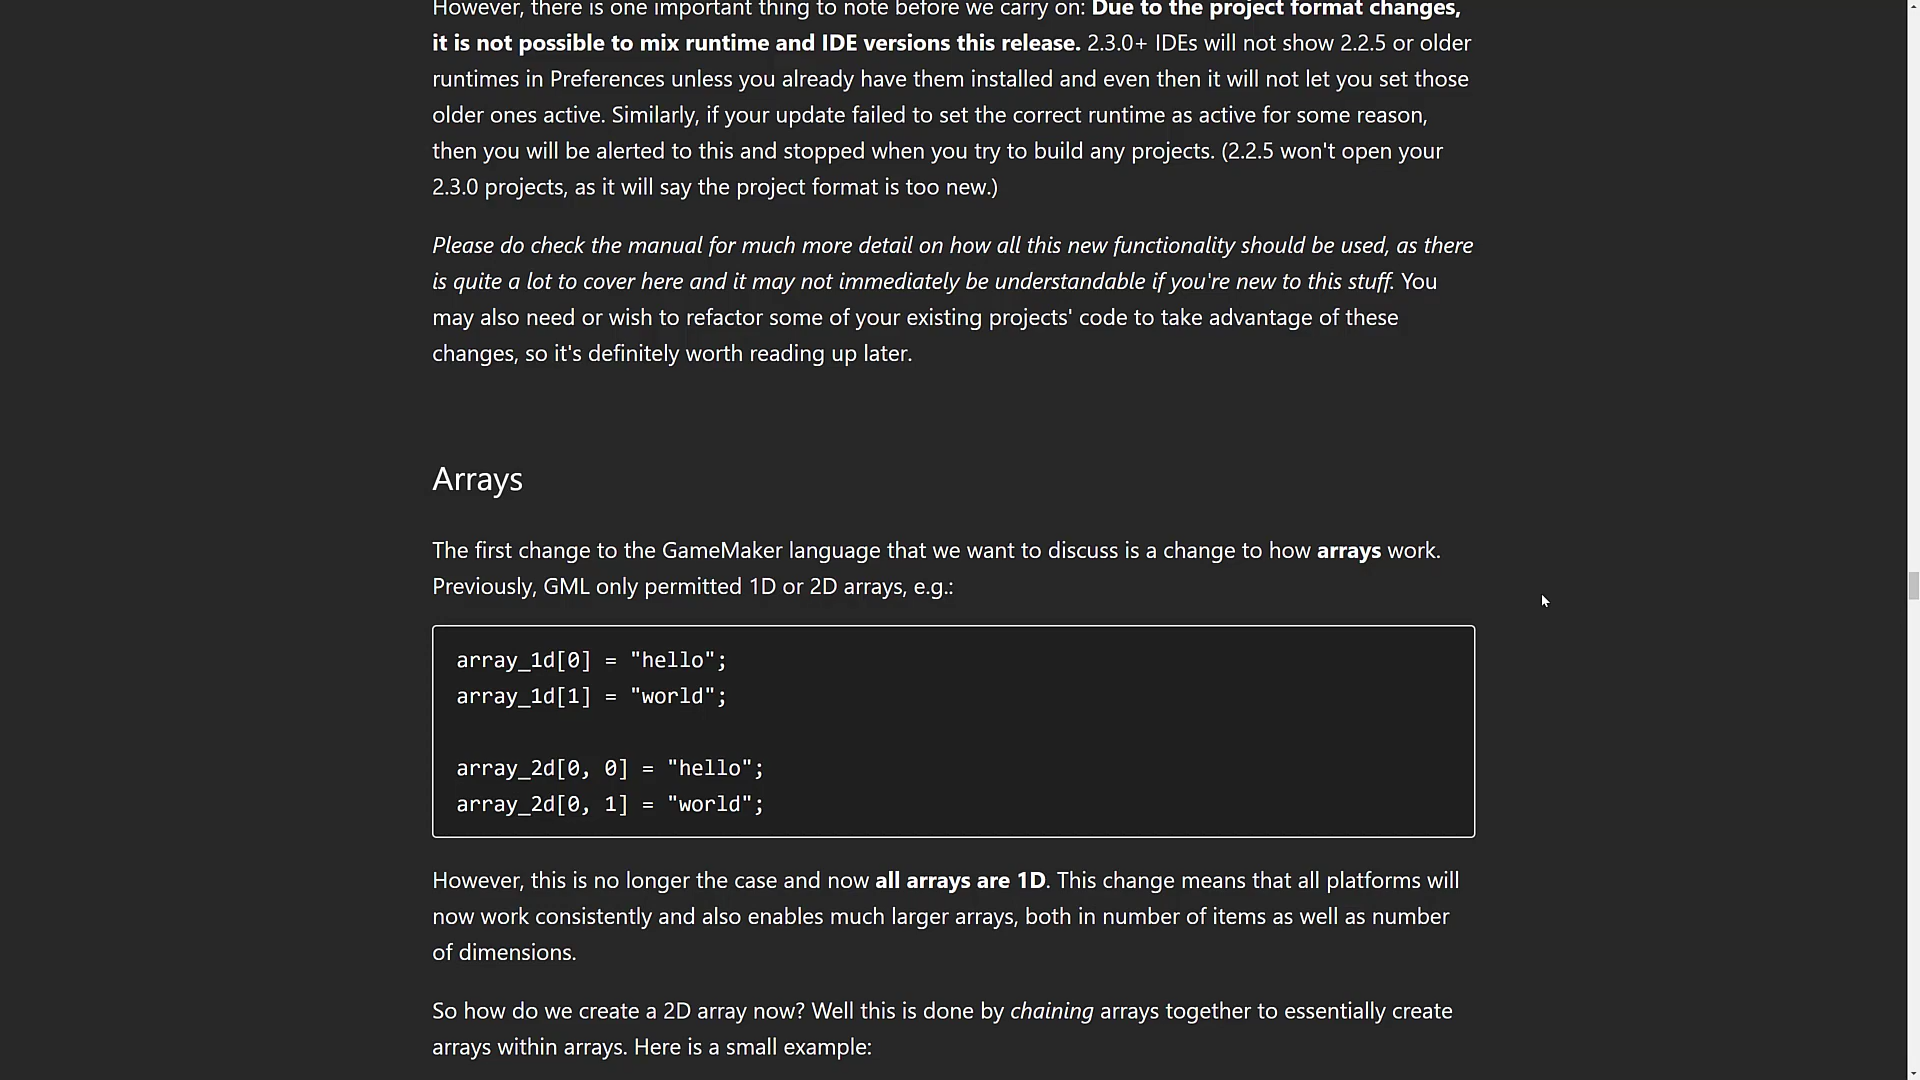 However, there is one important thing to note before we carry on: Due to the project format changes,
it is not possible to mix runtime and IDE versions this release. 2.3.0+ IDEs will not show 2.2.5 or older
runtimes in Preferences unless you already have them installed and even then it will not let you set those
older ones active. Similarly, if your update failed to set the correct runtime as active for some reason,
then you will be alerted to this and stopped when you try to build any projects. (2.2.5 won't open your
2.3.0 projects, as it will say the project format is too new.)
Please do check the manual for much more detail on how all this new functionality should be used, as there
is quite a lot to cover here and it may not immediately be understandable if you're new to this stuff. You
may also need or wish to refactor some of your existing projects' code to take advantage of these
changes, so it's definitely worth reading up later.
Arrays
The first change to the GameMaker language that we want to discuss is a change to how arrays work.
Previously, GML only permitted 1D or 2D arrays, e.g.:
array_1d[0] = "hello";
array_1d[1] = "world";
array_2d[0, 0] = "hello";
array_2d[0, 1] = "world";
However, this is no longer the case and now all arrays are 1D. This change means that all platforms will
now work consistently and also enables much larger arrays, both in number of items as well as number
of dimensions.
So how do we create a 2D array now? Well this is done by chaining arrays together to essentially create
arrays within arrays. Here is a small example: